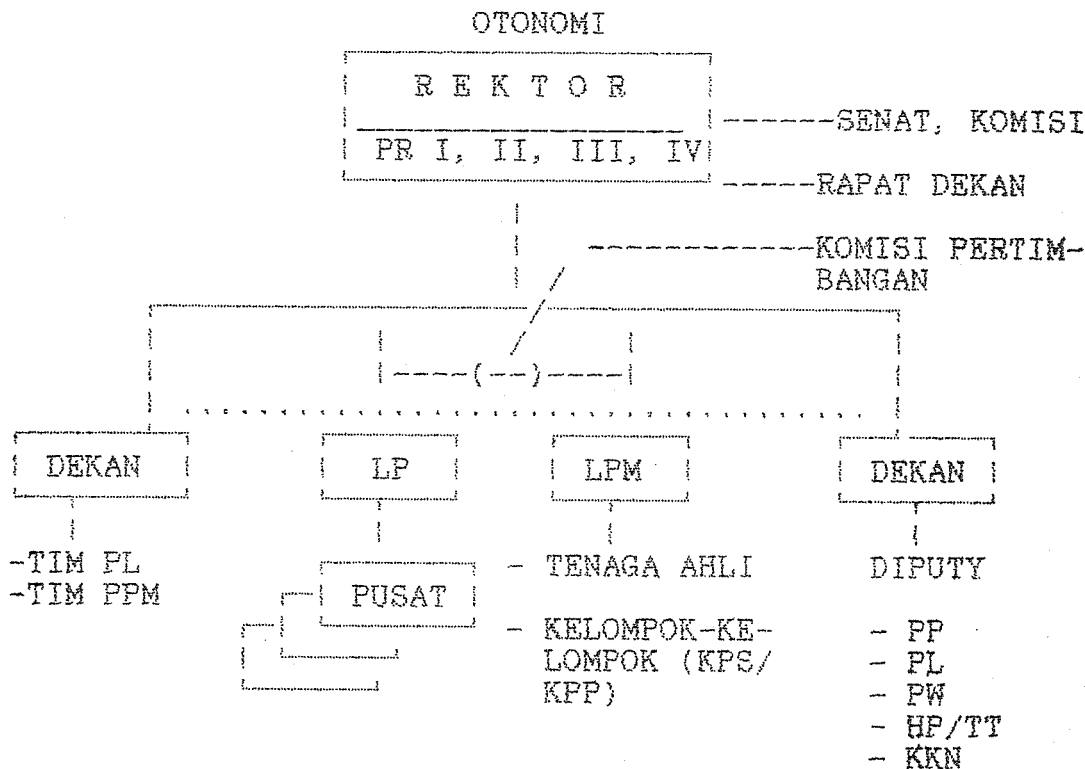 OTONOMI
R E K T O R
PR I, II, III, IV
SENAT, KOMISI
RAPAT DEKAN
KOMISI PERTIM-
BANGAN
DEKAN
LP
LPM
DEKAN
-TIM PL
-TIM PPM
PUSAT
- TENAGA AHLI
- KELOMPOK-KE-
LOMPOK (KPS/
KPP)
DIPUTY
- PP
- PL
- PW
- HP/TT
- KKN